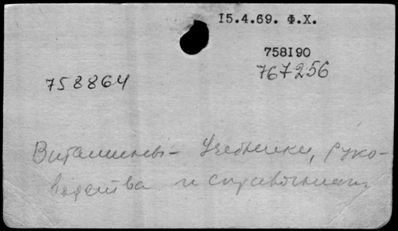 15.4.69. Ф.Х.
758190
767256
758864
Витамины - Учебники, руко-
водства и справочники